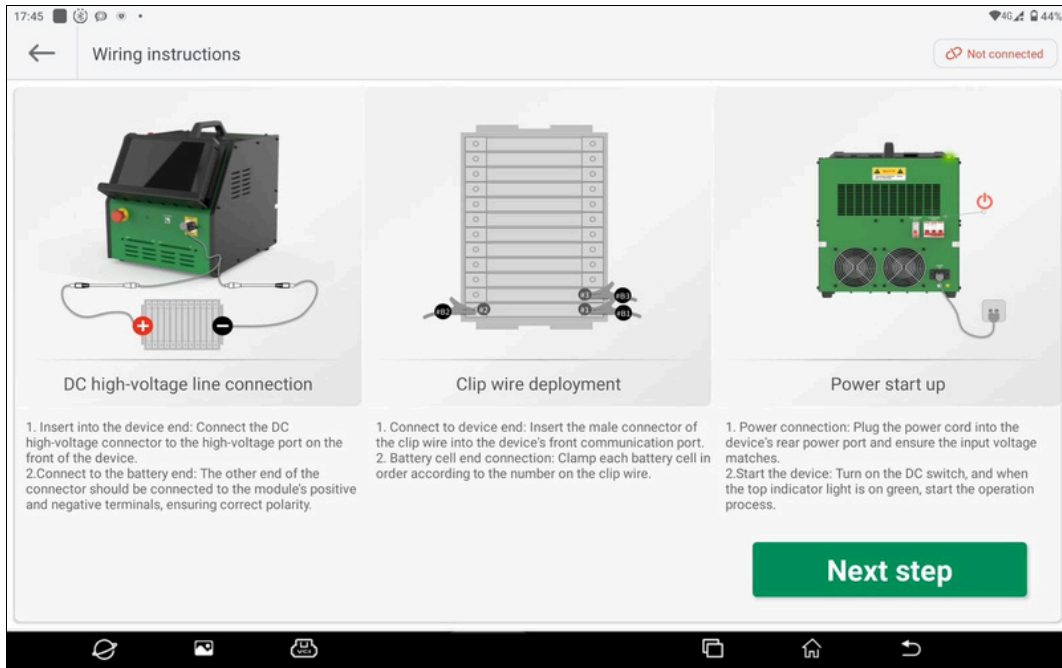 17:45
4G 44%
Wiring instructions
Not connected
#B2
#2
#3
#B3
#1
#B1
DC high-voltage line connection
Clip wire deployment
Power start up
1. Insert into the device end: Connect the DC
high-voltage connector to the high-voltage port on the
front of the device.
2.Connect to the battery end: The other end of the
connector should be connected to the module's positive
and negative terminals, ensuring correct polarity.
1. Connect to device end: Insert the male connector of
the clip wire into the device's front communication port.
2. Battery cell end connection: Clamp each battery cell in
order according to the number on the clip wire.
1. Power connection: Plug the power cord into the
device's rear power port and ensure the input voltage
matches.
2.Start the device: Turn on the DC switch, and when
the top indicator light is on green, start the operation
process.
Next step
VCI